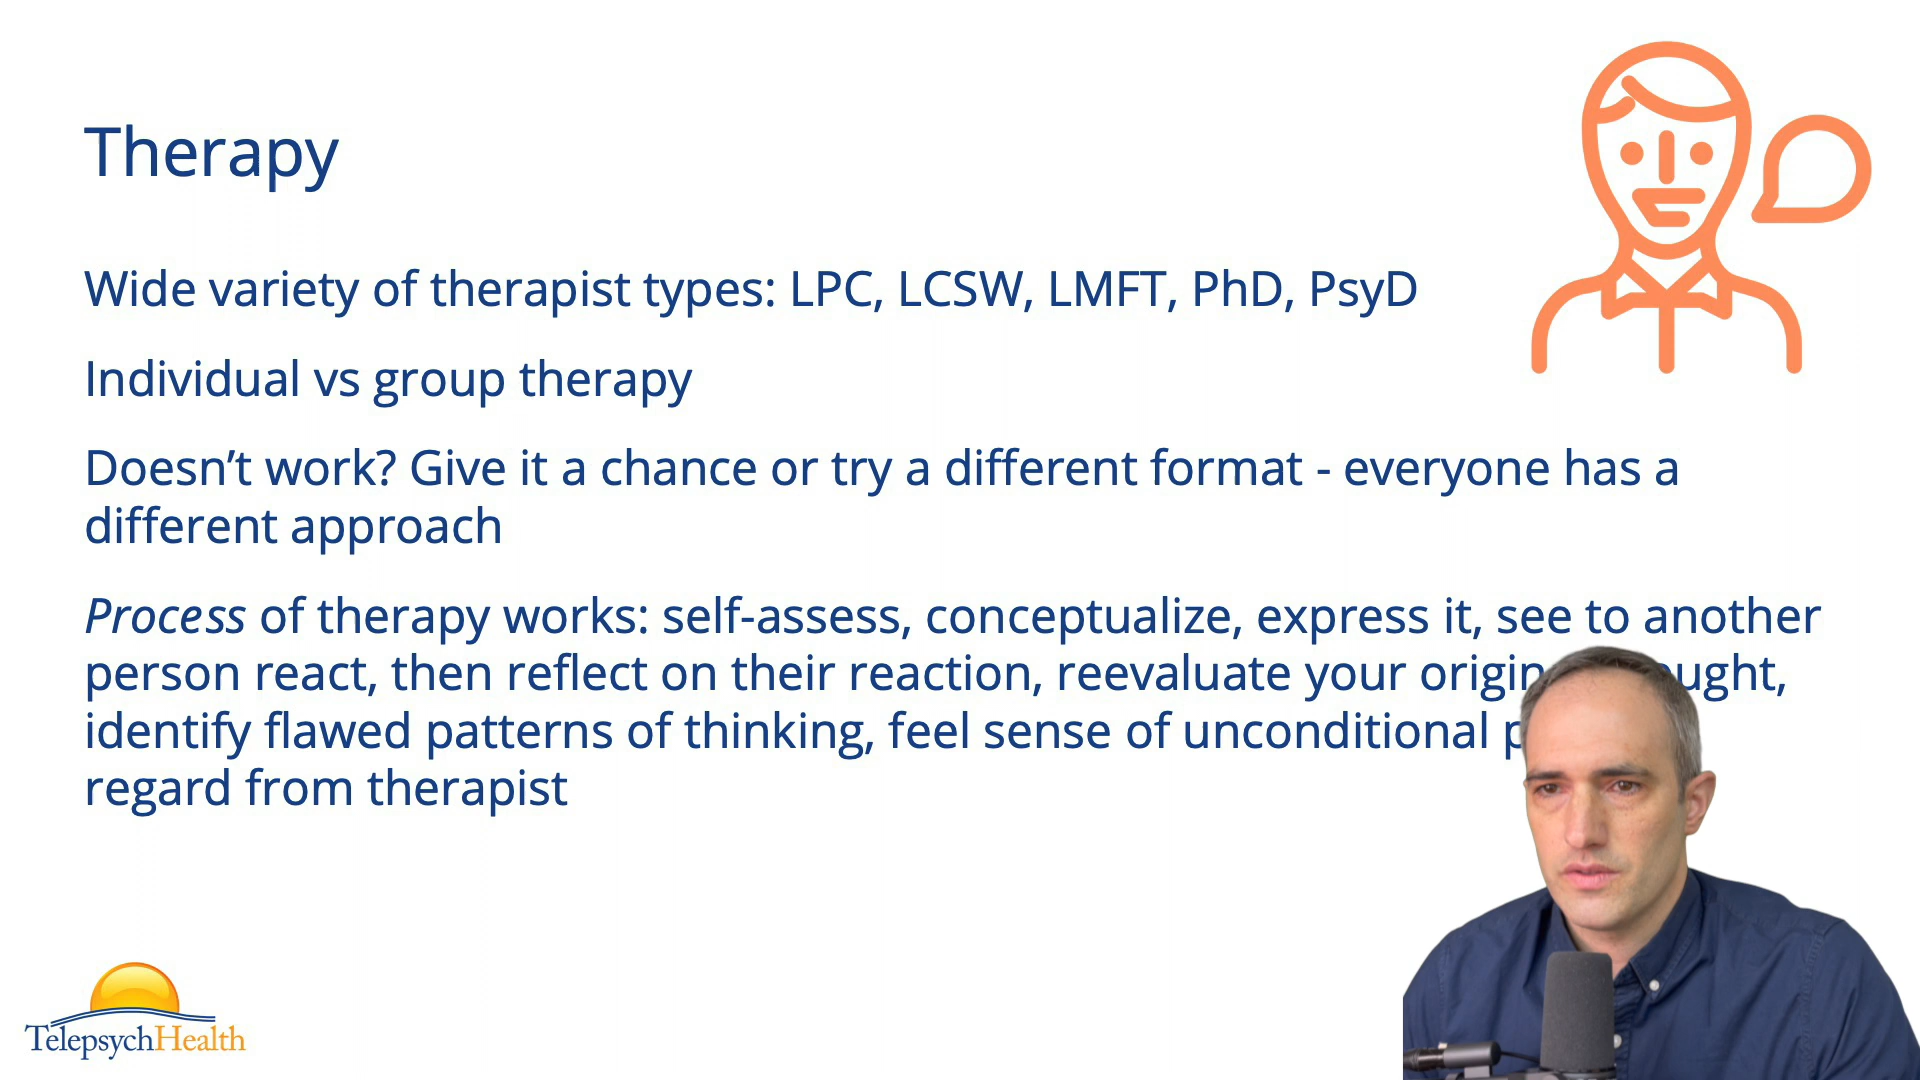 Therapy
Wide variety of therapist types: LPC, LCSW, LMFT, PhD, PsyD
Individual vs group therapy
Doesn’t work? Give it a chance or try a different format - everyone has a
different approach
Process of therapy works: self-assess, conceptualize, express it, see to another
person react, then reflect on their reaction, reevaluate your
identify flawed patterns of thinking, feel sense of unconditional
regard from therapist
TelepsychHealth